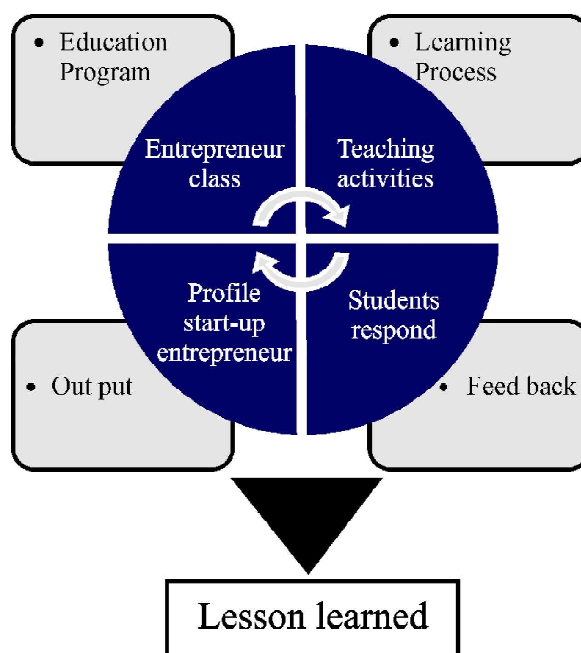 • Education
Program
• Learning
Process
Entrepreneur
class
Teaching
activities
Profile
start-up
entrepreneur
Students
respond
• Out put
• Feed back
Lesson learned